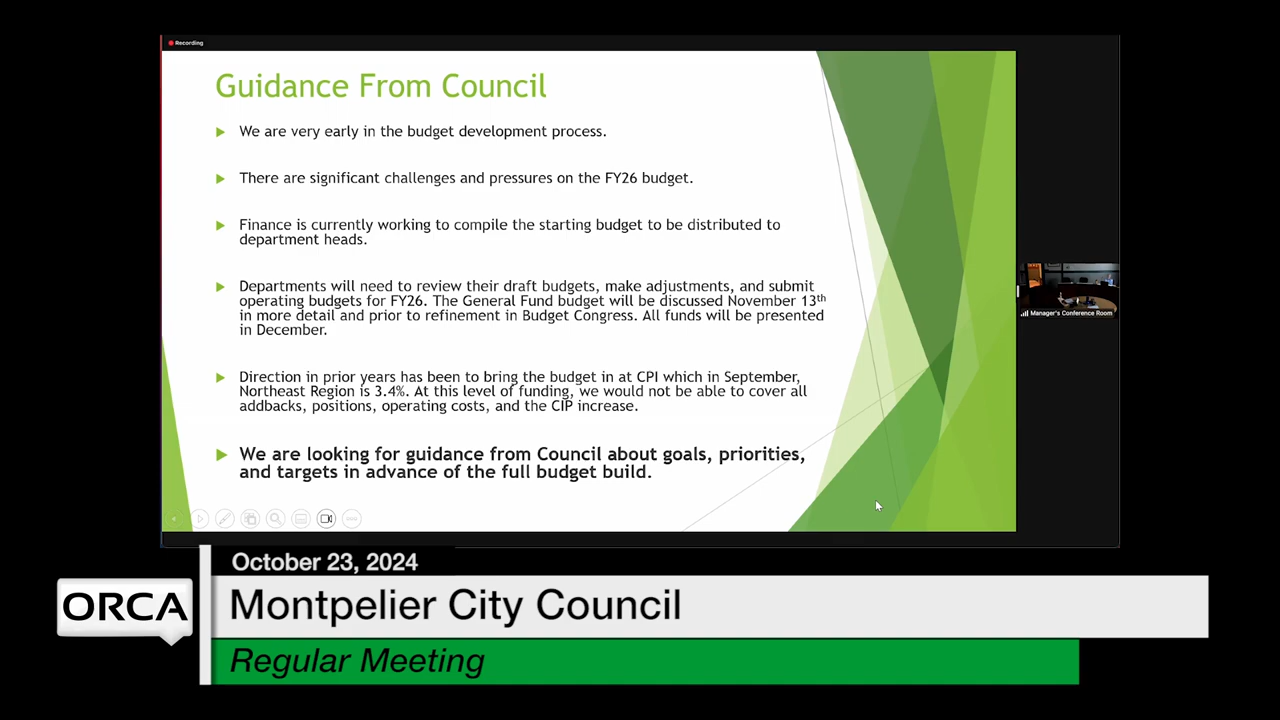 Recording
Guidance From Council
We are very early in the budget development process.
There are significant challenges and pressures on the FY26 budget.
Finance is currently working to compile the starting budget to be distributed to
department heads.
Departments will need to review their draft budgets, make adjustments, and submit
operating budgets for FY26. The General Fund budget will be discussed November 13th
in more detail and prior to refinement in Budget Congress. All funds will be presented
in December.
Direction in prior years has been to bring the budget in at CPI which in September,
Northeast Region is 3.4%. At this level of funding, we would not be able to cover all
addbacks, positions, operating costs, and the CIP increase.
We are looking for guidance from Council about goals, priorities,
and targets in advance of the full budget build.
Manager's Conference Room
October 23, 2024
ORCA
Montpelier City Council
Regular Meeting